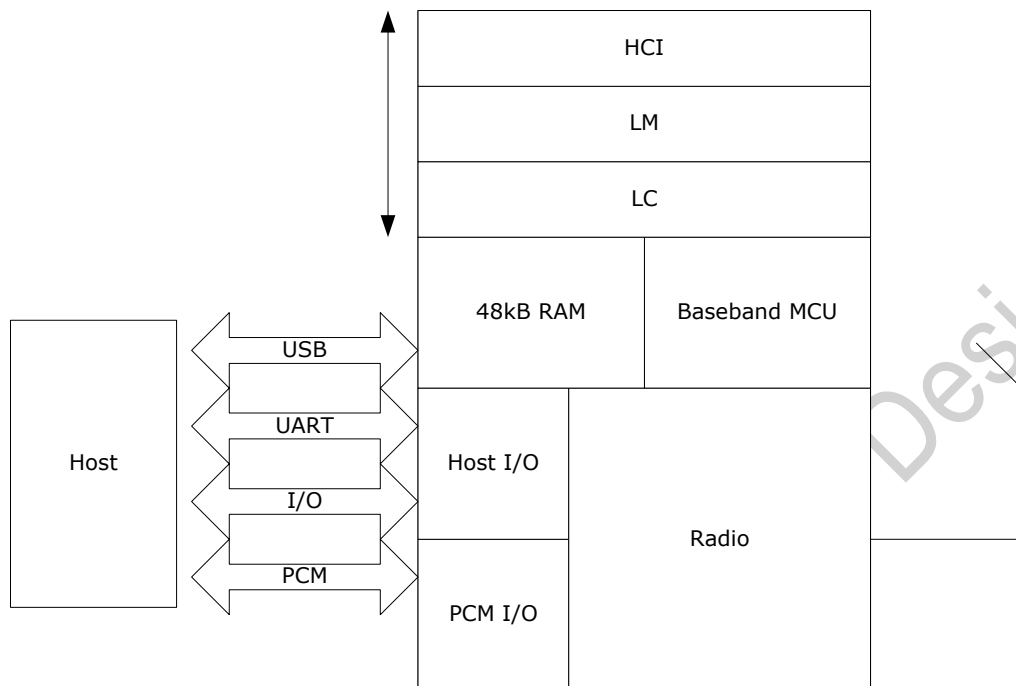 HCI
LM
LC
48kB RAM
Baseband MCU
USB
UART
Host
Host I/O
I/O
Radio
PCM
PCM I/O